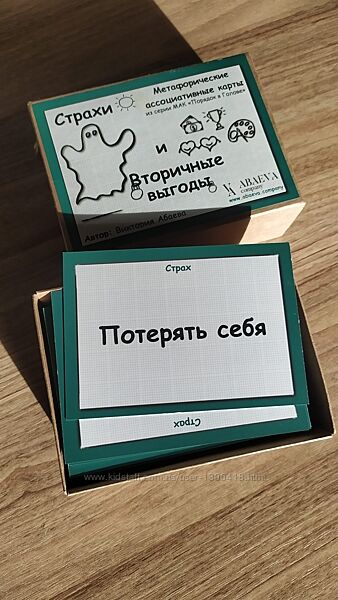 Метафорические
ассоциативные карты
из серии МАК «Порядок в Голове»
Страхи
и
Вторичные
выгоды
ABAEVA
company
www.abaeva.company
Автор: Виктория Абаева
Страх
Потерять себя
Страх